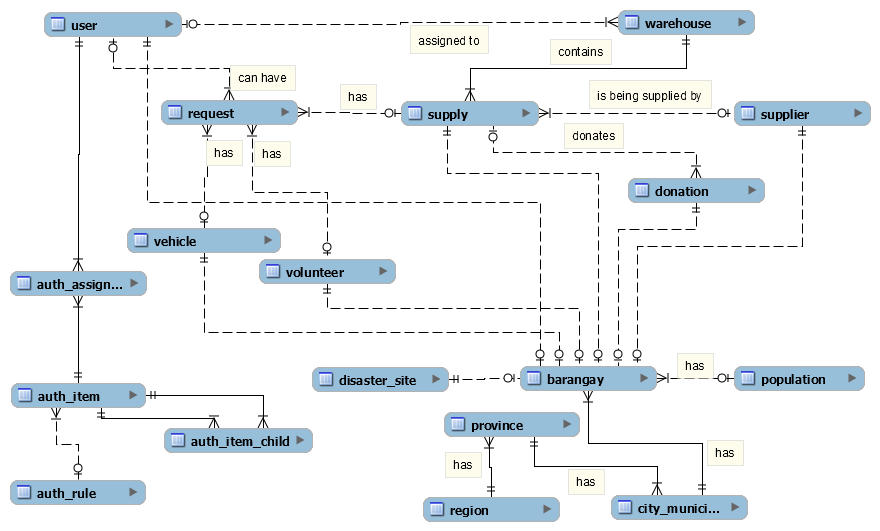 user
warehouse
assigned to
contains
can have
has
is being supplied by
request
supply
supplier
has
has
donates
donation
vehicle
volunteer
auth_assign...
disaster_site
barangay
has
population
auth_item
auth_item_child
province
has
has
has
auth_rule
region
city_munici...